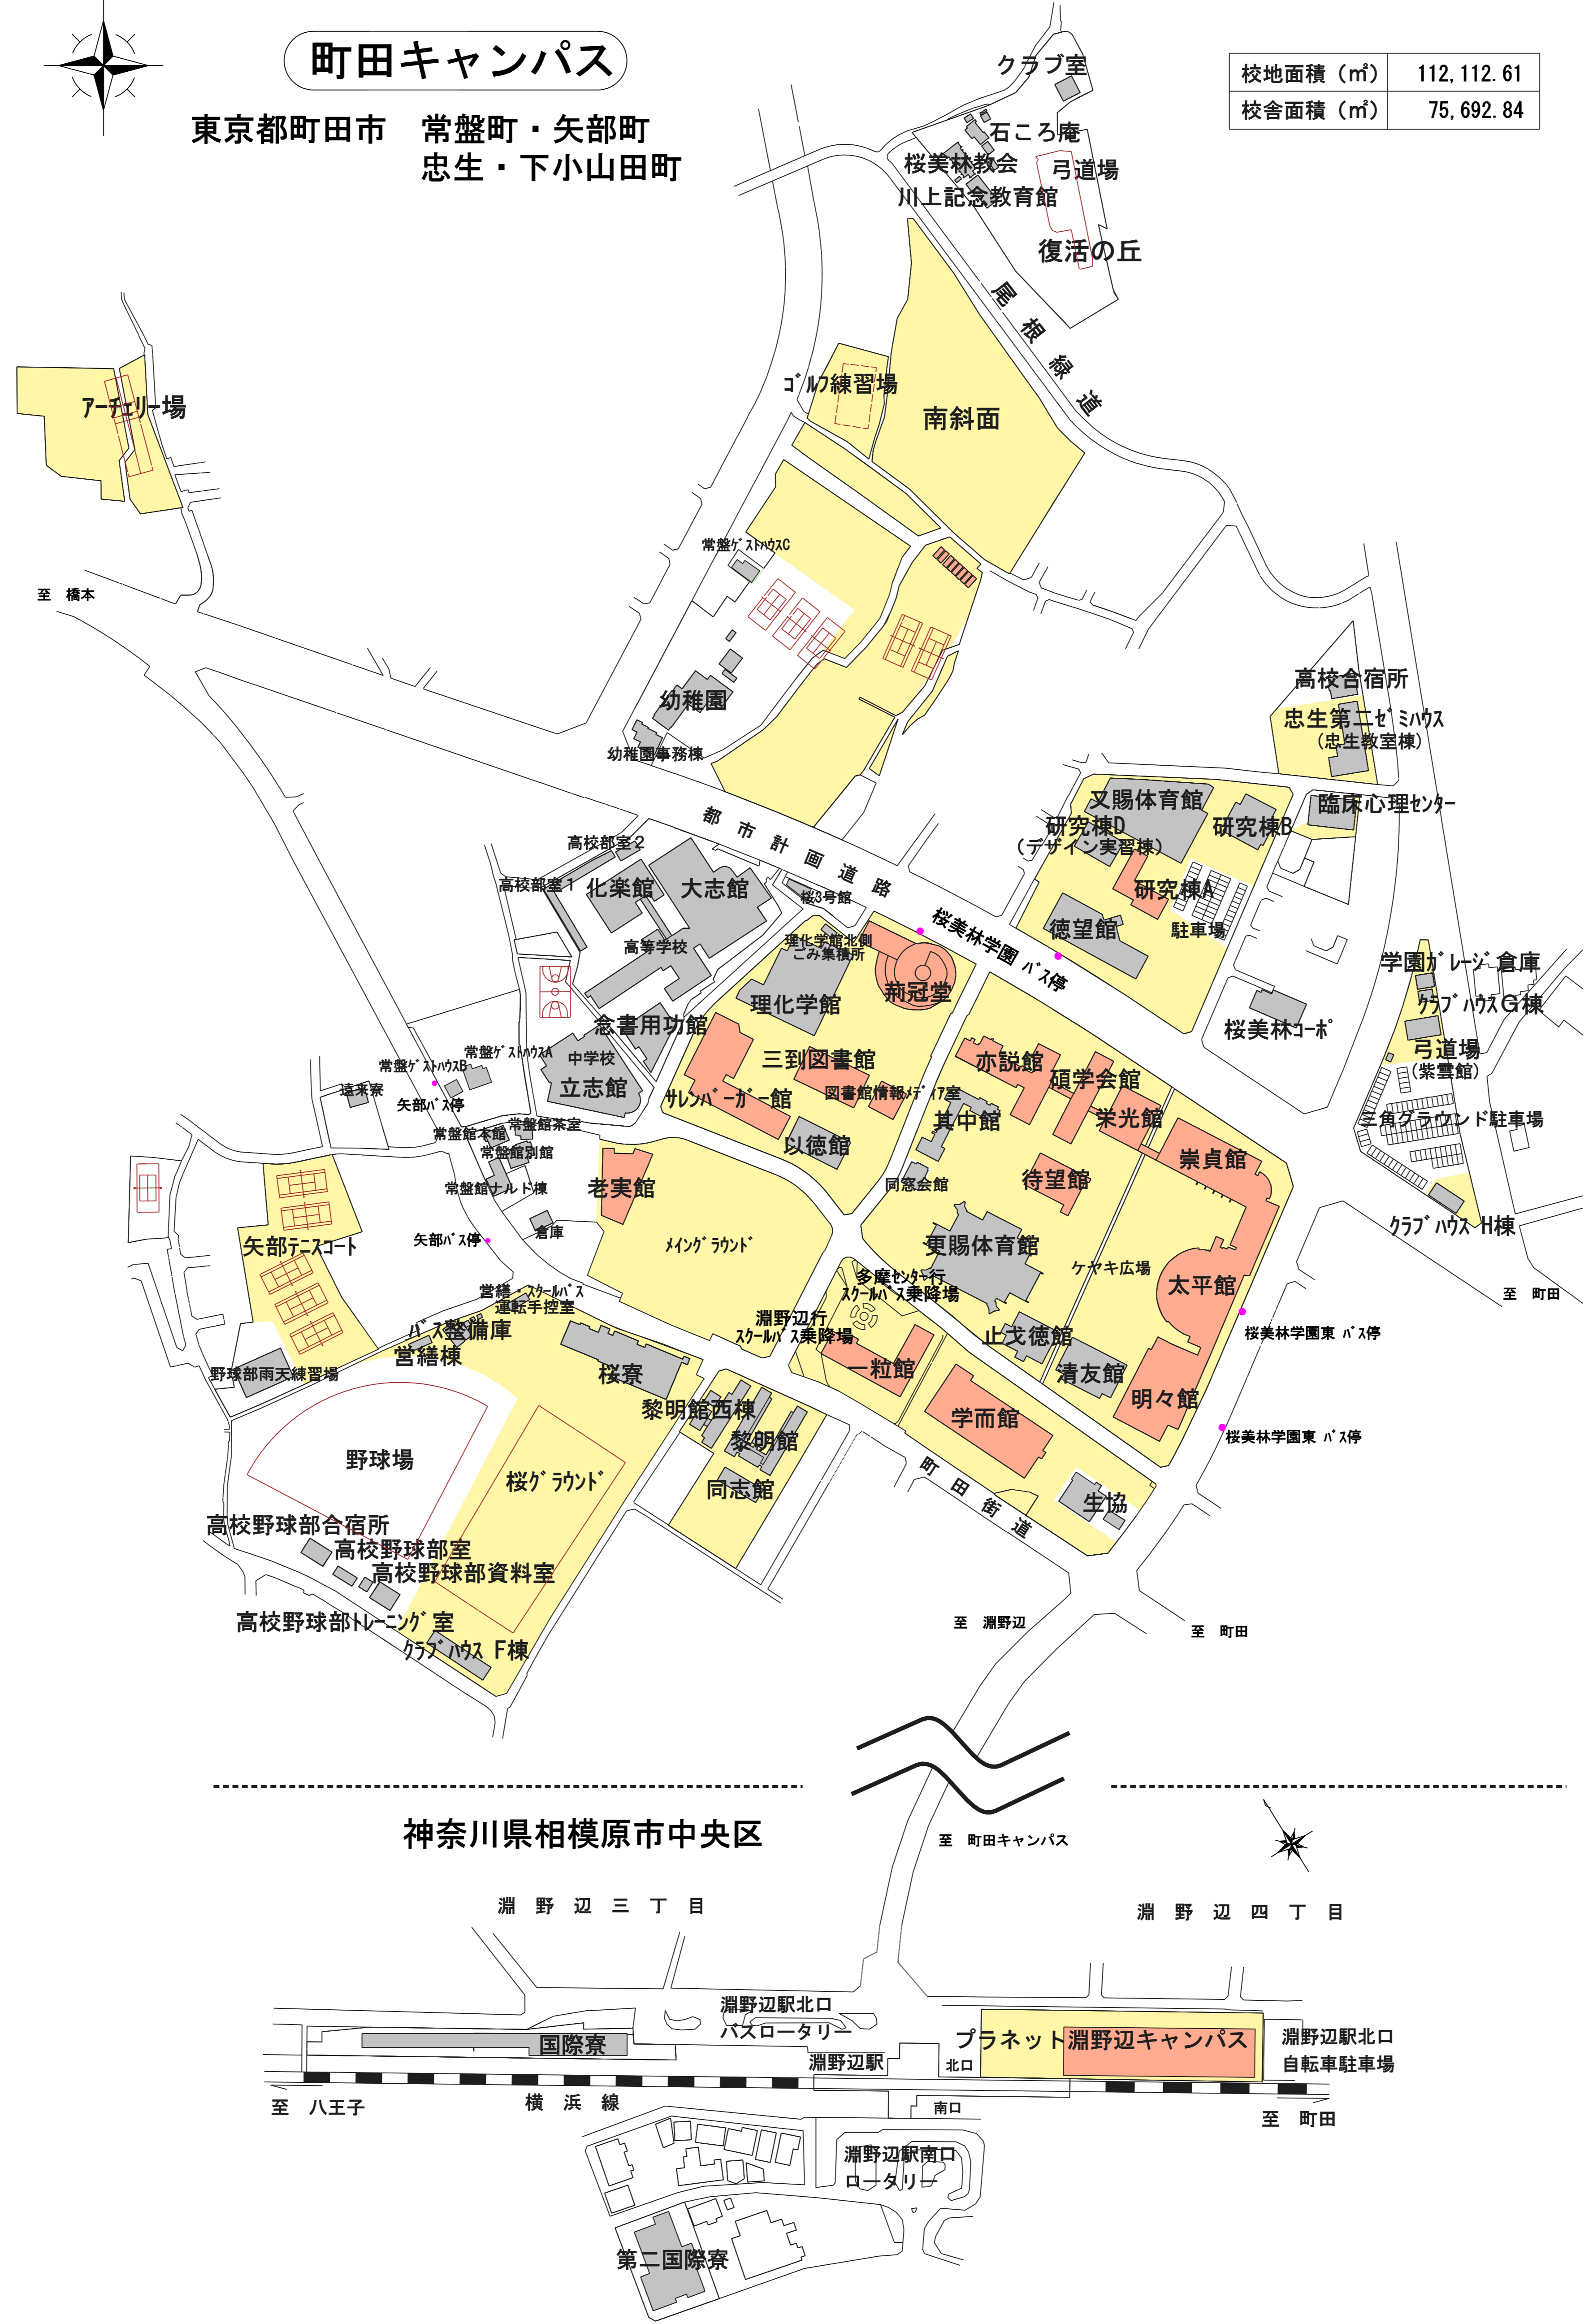 町田キャンパス
東京都町田市　常盤町・矢部町
忠生・下小山田町
校地面積（㎡）　112,112.61
校舎面積（㎡）　75,692.84
クラブ室
石ころ庵
桜美林教会
弓道場
川上記念教育館
復活の丘
尾根緑道
ｺﾞﾙﾌ練習場
南斜面
ｱｰﾁｪﾘｰ場
至　橋本
常盤ｹﾞｽﾄﾊｳｽC
幼稚園
幼稚園事務棟
高校合宿所
忠生第二ｾﾞﾐﾊｳｽ
(忠生教室棟)
臨床心理ｾﾝﾀｰ
又賜体育館
研究棟D
（デザイン実習棟）
研究棟B
研究棟A
徳望館
駐車場
都市計画道路
高校部室２
高校部室１
化楽館
大志館
桜3号館
高等学校
理化学館北側
ごみ集積所
桜美林学園 ﾊﾞｽ停
荊冠堂
理化学館
学園ｶﾞﾚｰｼﾞ倉庫
ｸﾗﾌﾞﾊｳｽG棟
桜美林ｺｰﾎﾟ
弓道場
(紫雲館)
三角グラウンド駐車場
ｸﾗﾌﾞﾊｳｽ H棟
念書用功館
常盤ｹﾞｽﾄﾊｳｽA
中学校
立志館
常盤ｹﾞｽﾄﾊｳｽB
遠来寮
矢部ﾊﾞｽ停
三到図書館
図書館情報ﾒﾃﾞｨｱ室
ｻﾚﾝﾊﾞｰｶﾞｰ館
亦説館
碩学会館
其中館
栄光館
以徳館
崇貞館
常盤館茶室
常盤館本館
常盤館別館
常盤館ナルド棟
老実館
同窓会館
待望館
倉庫
矢部ﾊﾞｽ停
ﾒｲﾝｸﾞﾗｳﾝﾄﾞ
更賜体育館
ケヤキ広場
太平館
矢部ﾃﾆｽｺｰﾄ
多摩ｾﾝﾀｰ行
ｽｸｰﾙﾊﾞｽ乗降場
淵野辺行
ｽｸｰﾙﾊﾞｽ乗降場
営繕・ｽｸｰﾙﾊﾞｽ
運転手控室
ﾊﾞｽ整備庫
営繕棟
至　町田
桜美林学園東 ﾊﾞｽ停
止戈徳館
清友館
明々館
一粒館
学而館
桜寮
野球部雨天練習場
黎明館西棟
黎明館
同志館
桜美林学園東 ﾊﾞｽ停
野球場
桜ｸﾞﾗｳﾝﾄﾞ
町田街道
生協
高校野球部合宿所
高校野球部室
高校野球部資料室
高校野球部ﾄﾚｰﾆﾝｸﾞ室
ｸﾗﾌﾞﾊｳｽ F棟
至　淵野辺
至　町田
神奈川県相模原市中央区
至　町田キャンパス
淵野辺三丁目
淵野辺四丁目
淵野辺駅北口
バスロータリー
国際寮
淵野辺駅
北口
プラネット淵野辺キャンパス
淵野辺駅北口
自転車駐車場
至　八王子
横浜線
南口
至　町田
淵野辺駅南口
ロータリー
第二国際寮